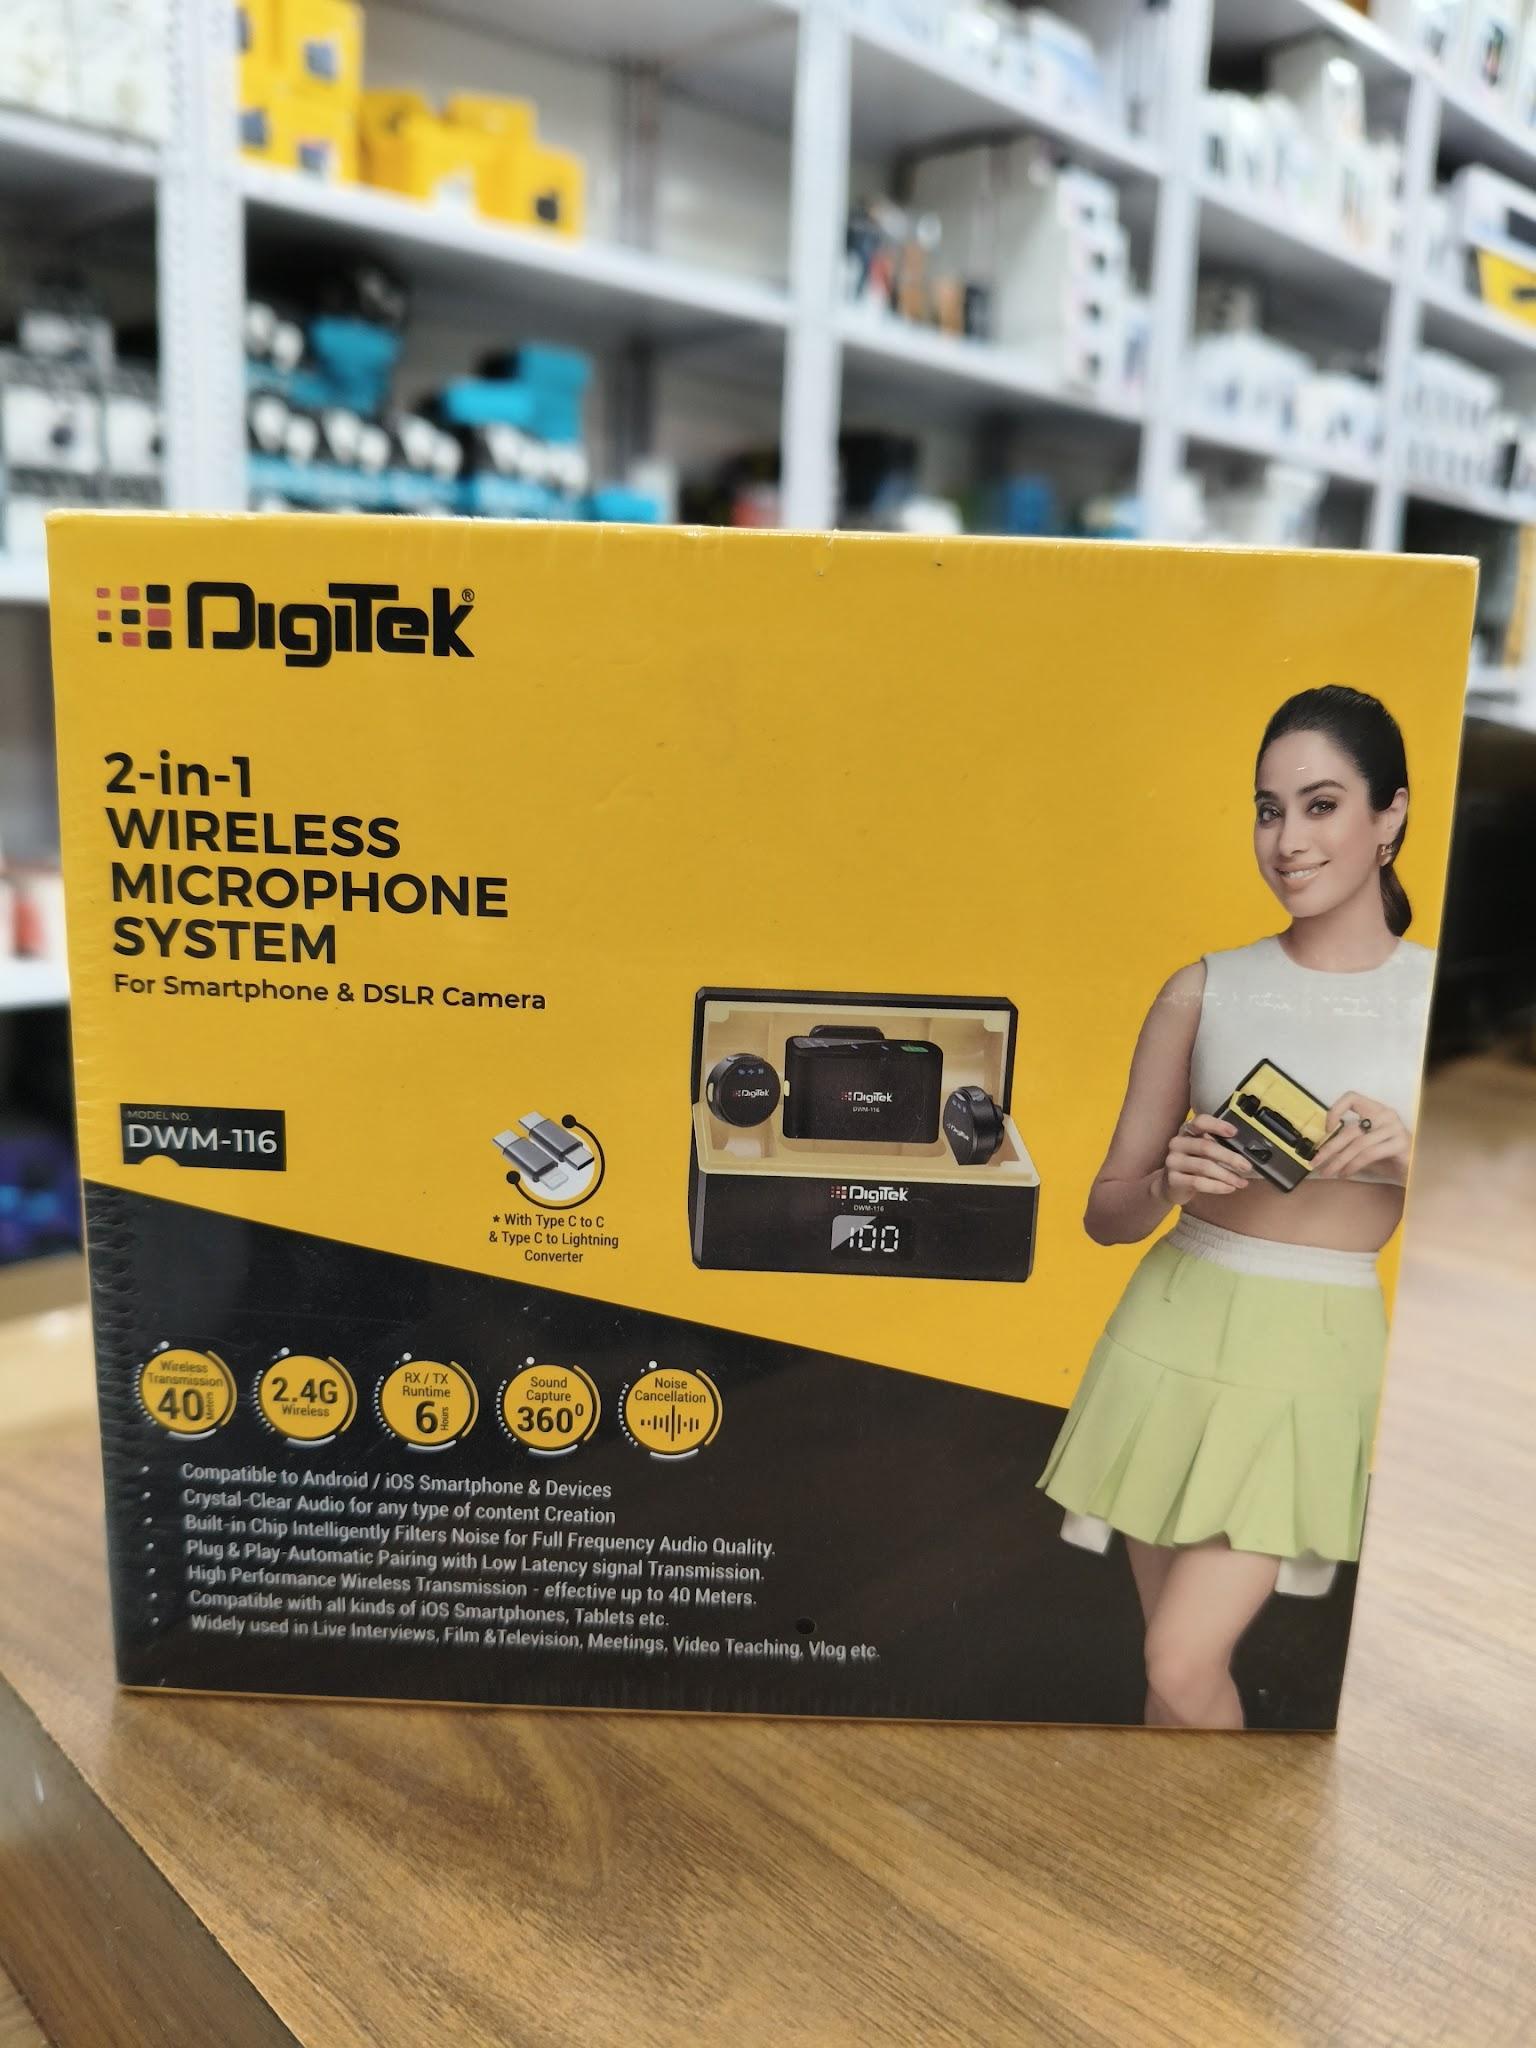 DigiTek®
2-in-1
WIRELESS
MICROPHONE
SYSTEM
For Smartphone & DSLR Camera
MODEL NO.
DWM-116
* With Type C to C
& Type C to Lightning
Converter
DigiTek
DigiTek
DWM-116
DigiTek
DigiTek
DWM-116
100
Wireless
Transmission
40 Meters
2.4G
Wireless
RX / TX
Runtime
6 Hours
Sound
Capture
360⁰
Noise
Cancellation
• Compatible to Android / iOS Smartphone & Devices
• Crystal-Clear Audio for any type of content Creation
• Built-in Chip Intelligently Filters Noise for Full Frequency Audio Quality.
• Plug & Play-Automatic Pairing with Low Latency signal Transmission.
• High Performance Wireless Transmission - effective up to 40 Meters.
• Compatible with all kinds of iOS Smartphones, Tablets etc.
• Widely used in Live Interviews, Film &Television, Meetings, Video Teaching, Vlog etc.